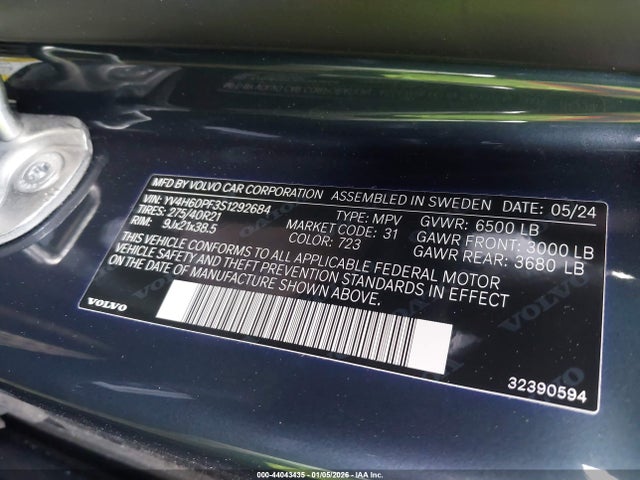 MFD BY VOLVO CAR CORPORATION ASSEMBLED IN SWEDEN DATE: 05/24
VIN: YV4H60PF3S1292684 TYPE: MPV GVWR: 6500 LB
TIRES: 275/40R21 MARKET CODE: 31 GAWR FRONT: 3000 LB
RIM: 9Jx21x38.5 COLOR: 723 GAWR REAR: 3680 LB
VEHICLE CONFORMS TO ALL APPLICABLE FEDERAL MOTOR
VEHICLE SAFETY AND THEFT PREVENTION STANDARDS IN EFFECT
ON THE DATE OF MANUFACTURE SHOWN ABOVE.
VOLVO
32390594
000-44043435 - 01/05/2026 - IAA Inc.